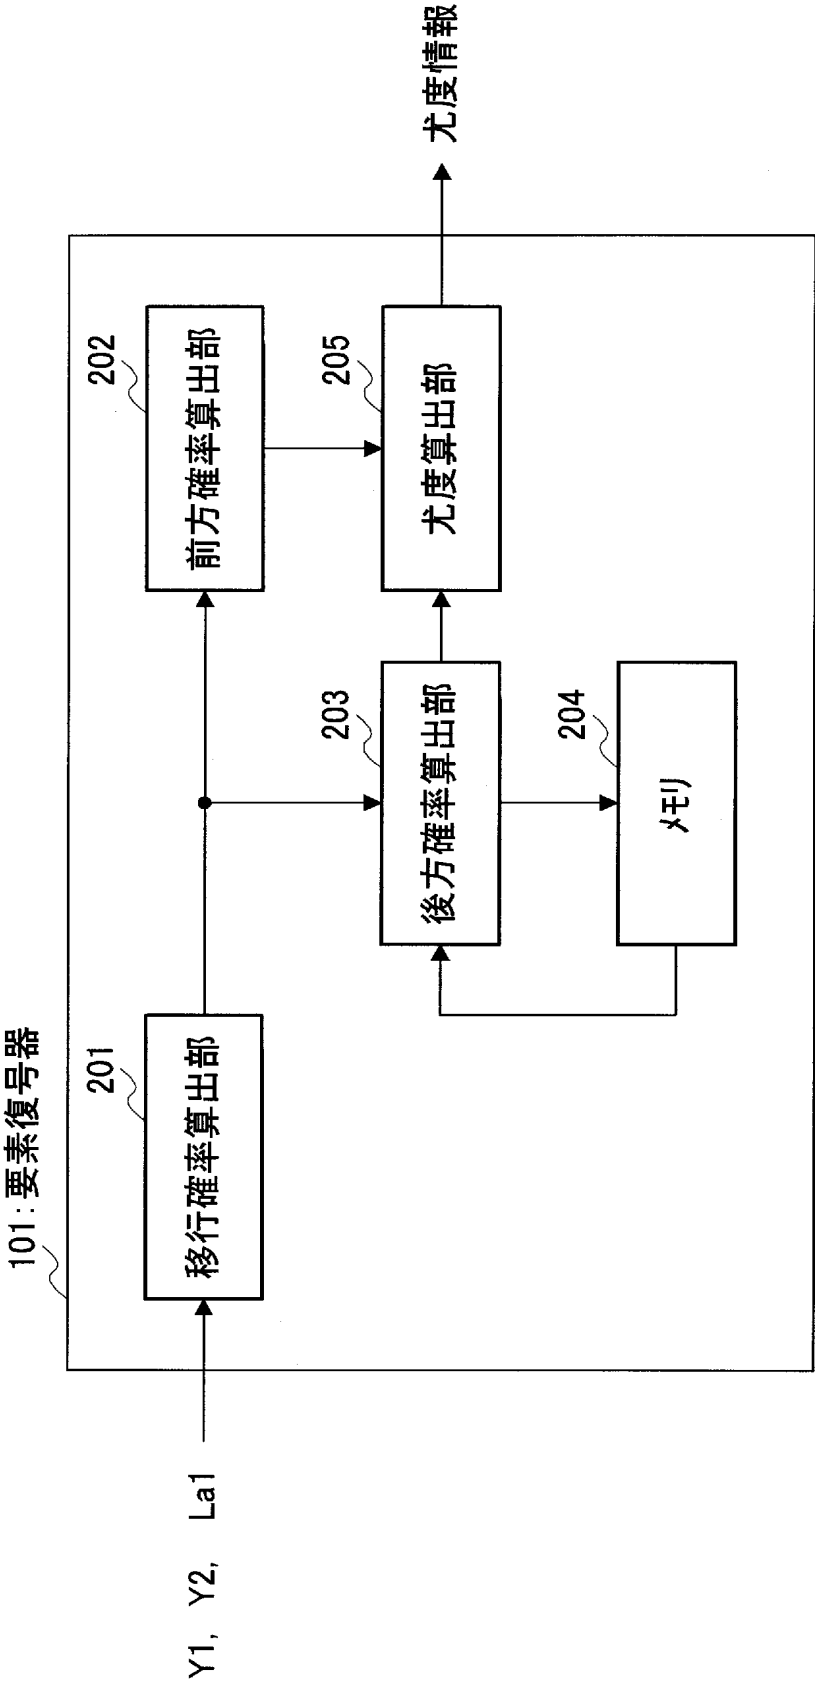 101:要素復号器
Y1, Y2, La1
201
移行確率算出部
202
前方確率算出部
203
後方確率算出部
204
メモリ
205
尤度算出部
尤度情報